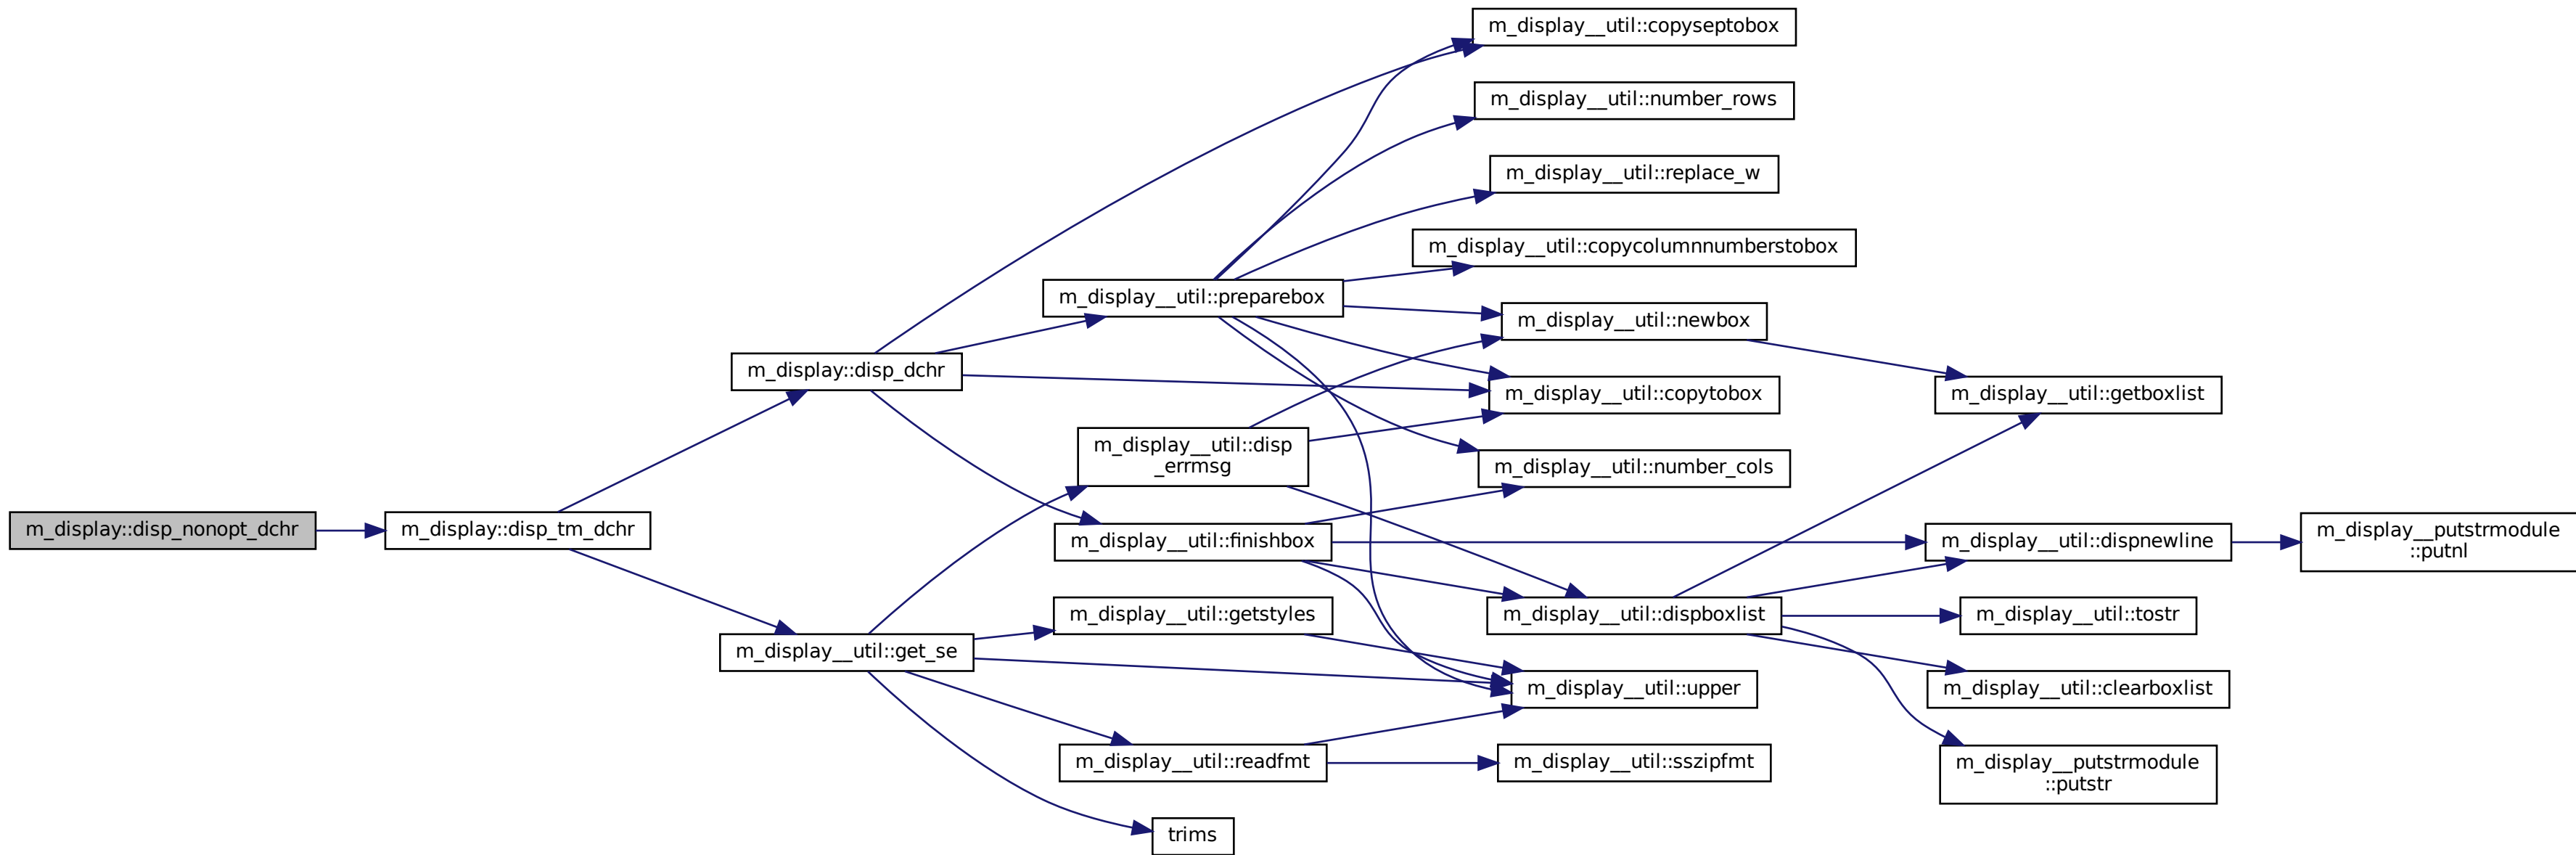 m_display::disp_nonopt_dchr
m_display::disp_tm_dchr
m_display::disp_dchr
m_display__util::get_se
m_display__util::preparebox
m_display__util::disp
_errmsg
m_display__util::finishbox
m_display__util::getstyles
m_display__util::readfmt
trims
m_display__util::copyseptobox
m_display__util::number_rows
m_display__util::replace_w
m_display__util::copycolumnnumberstobox
m_display__util::newbox
m_display__util::copytobox
m_display__util::number_cols
m_display__util::dispboxlist
m_display__util::upper
m_display__util::sszipfmt
m_display__util::getboxlist
m_display__util::dispnewline
m_display__util::tostr
m_display__util::clearboxlist
m_display__putstrmodule
::putstr
m_display__putstrmodule
::putnl